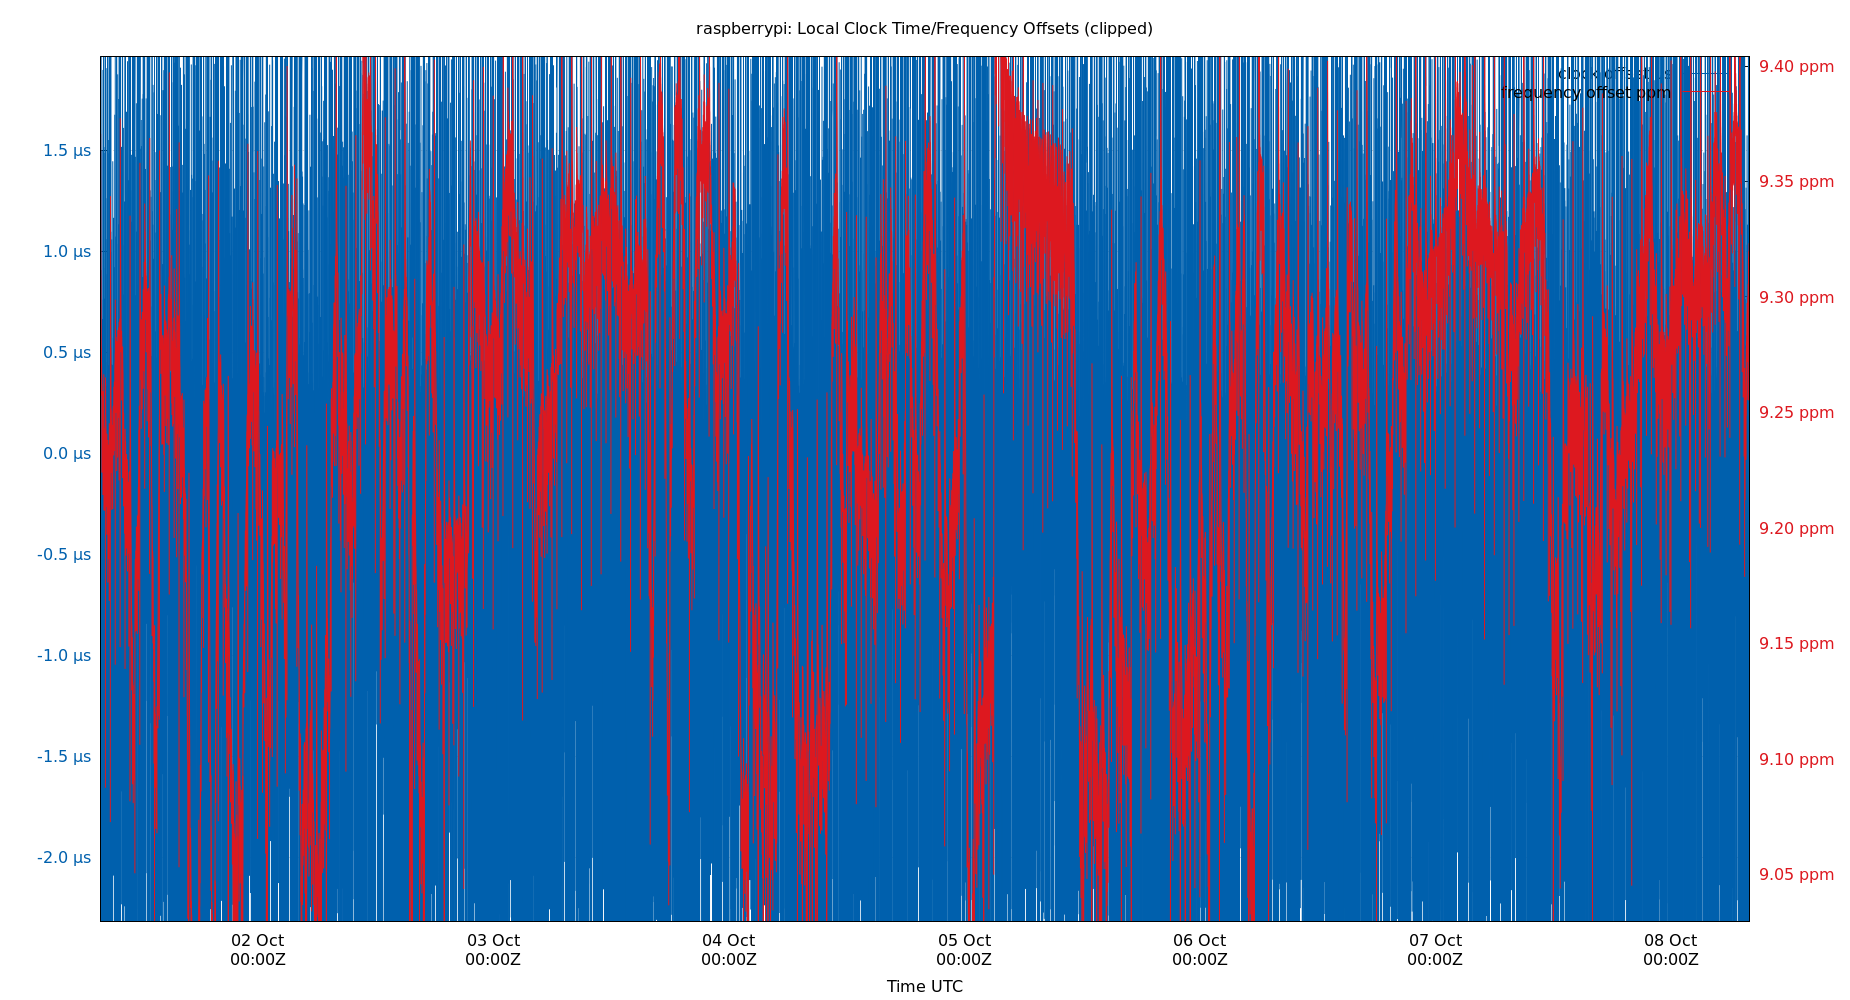 raspberrypi: Local Clock Time/Frequency Offsets (clipped)
clock offset µs
frequency offset ppm
1.5 µs
1.0 µs
0.5 µs
0.0 µs
-0.5 µs
-1.0 µs
-1.5 µs
-2.0 µs
9.40 ppm
9.35 ppm
9.30 ppm
9.25 ppm
9.20 ppm
9.15 ppm
9.10 ppm
9.05 ppm
02 Oct 03 Oct 04 Oct 05 Oct 06 Oct 07 Oct 08 Oct
00:00Z 00:00Z 00:00Z 00:00Z 00:00Z 00:00Z 00:00Z
Time UTC